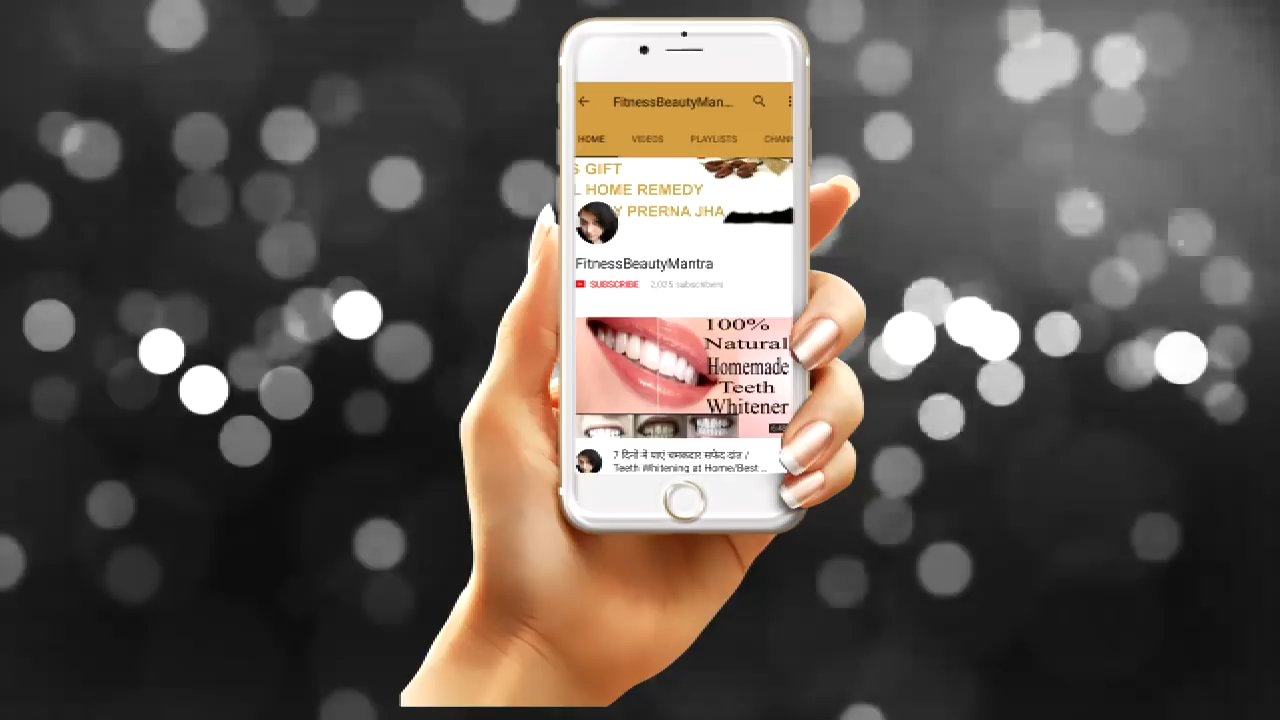 FitnessBeautyMan...
HOME VIDEOS PLAYLISTS CHANN
S GIFT
L HOME REMEDY
Y PRERNA JHA
FitnessBeautyMantra
SUBSCRIBE 2,025 subscribers
100%
Natural
Homemade
Teeth
Whitener
7 दिनों में पाएं चमकदार सफेद दांत /
Teeth Whitening at Home/Best ...